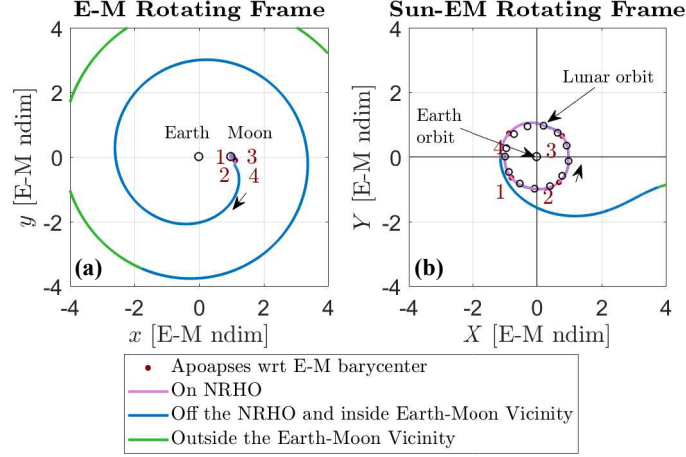 E-M Rotating Frame
4
2
0
-2
-4
y [E-M ndim]
Earth
Moon
1 3
2 4
(a)
-4 -2 0 2 4
x [E-M ndim]
Sun-EM Rotating Frame
4
2
0
-2
-4
Y [E-M ndim]
Lunar orbit
Earth
orbit
4 3
1 2
(b)
-4 -2 0 2 4
X [E-M ndim]
Apoapses wrt E-M barycenter
On NRHO
Off the NRHO and inside Earth-Moon Vicinity
Outside the Earth-Moon Vicinity